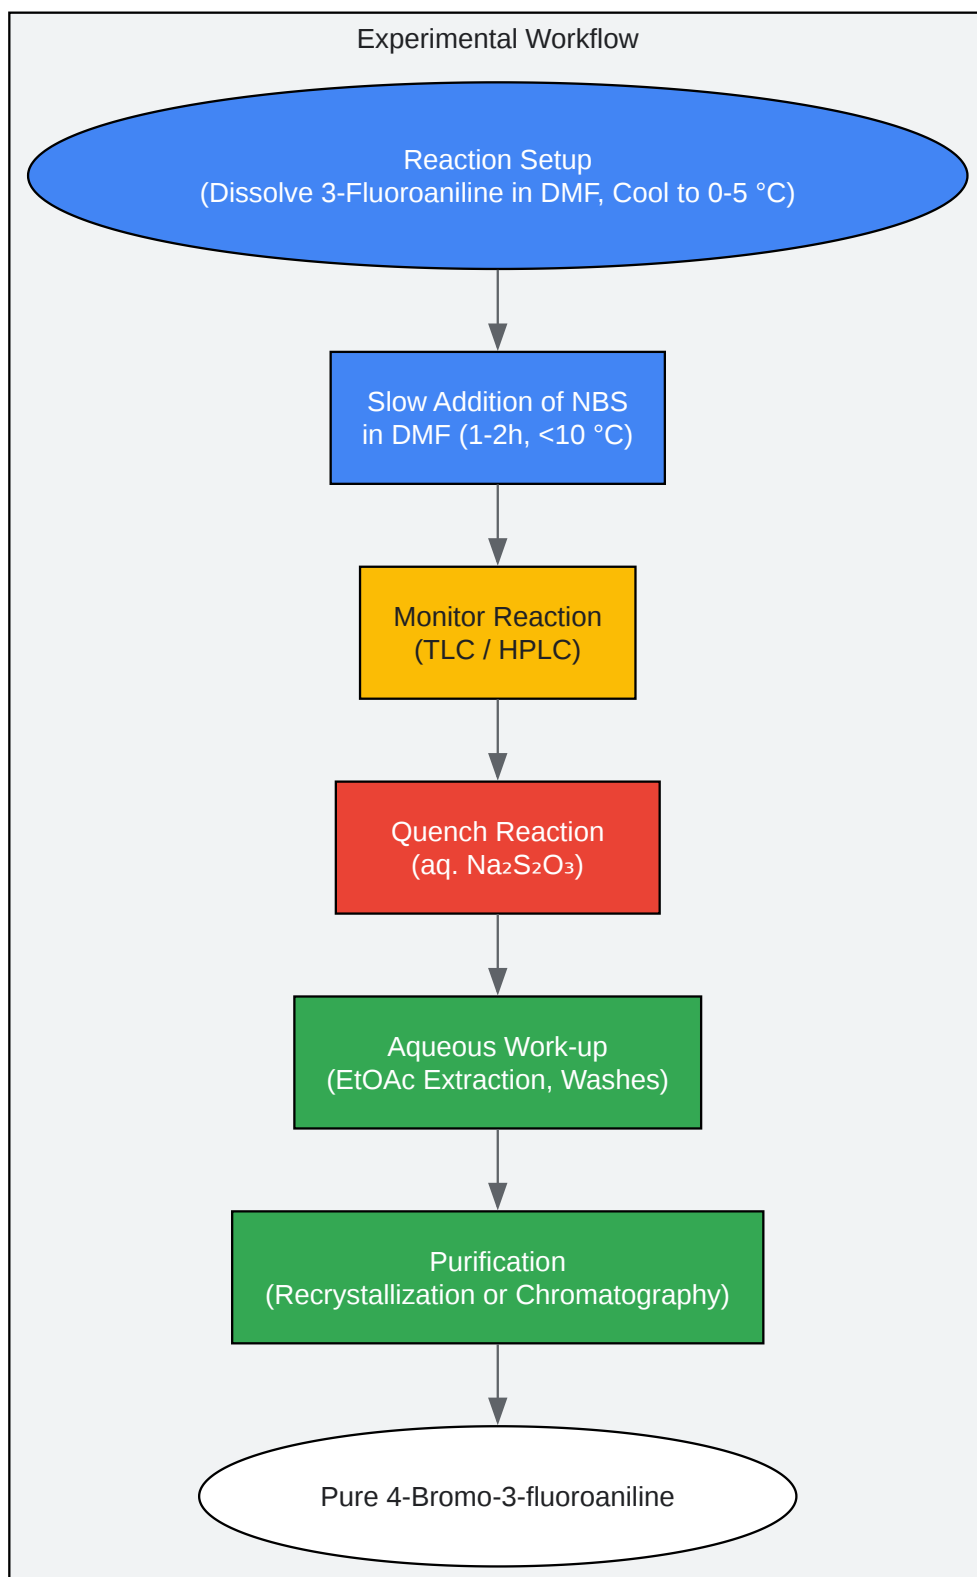 Experimental Workflow
Reaction Setup
(Dissolve 3-Fluoroaniline in DMF, Cool to 0-5 °C)
Slow Addition of NBS
in DMF (1-2h, <10 °C)
Monitor Reaction
(TLC / HPLC)
Quench Reaction
(aq. Na₂S₂O₃)
Aqueous Work-up
(EtOAc Extraction, Washes)
Purification
(Recrystallization or Chromatography)
Pure 4-Bromo-3-fluoroaniline